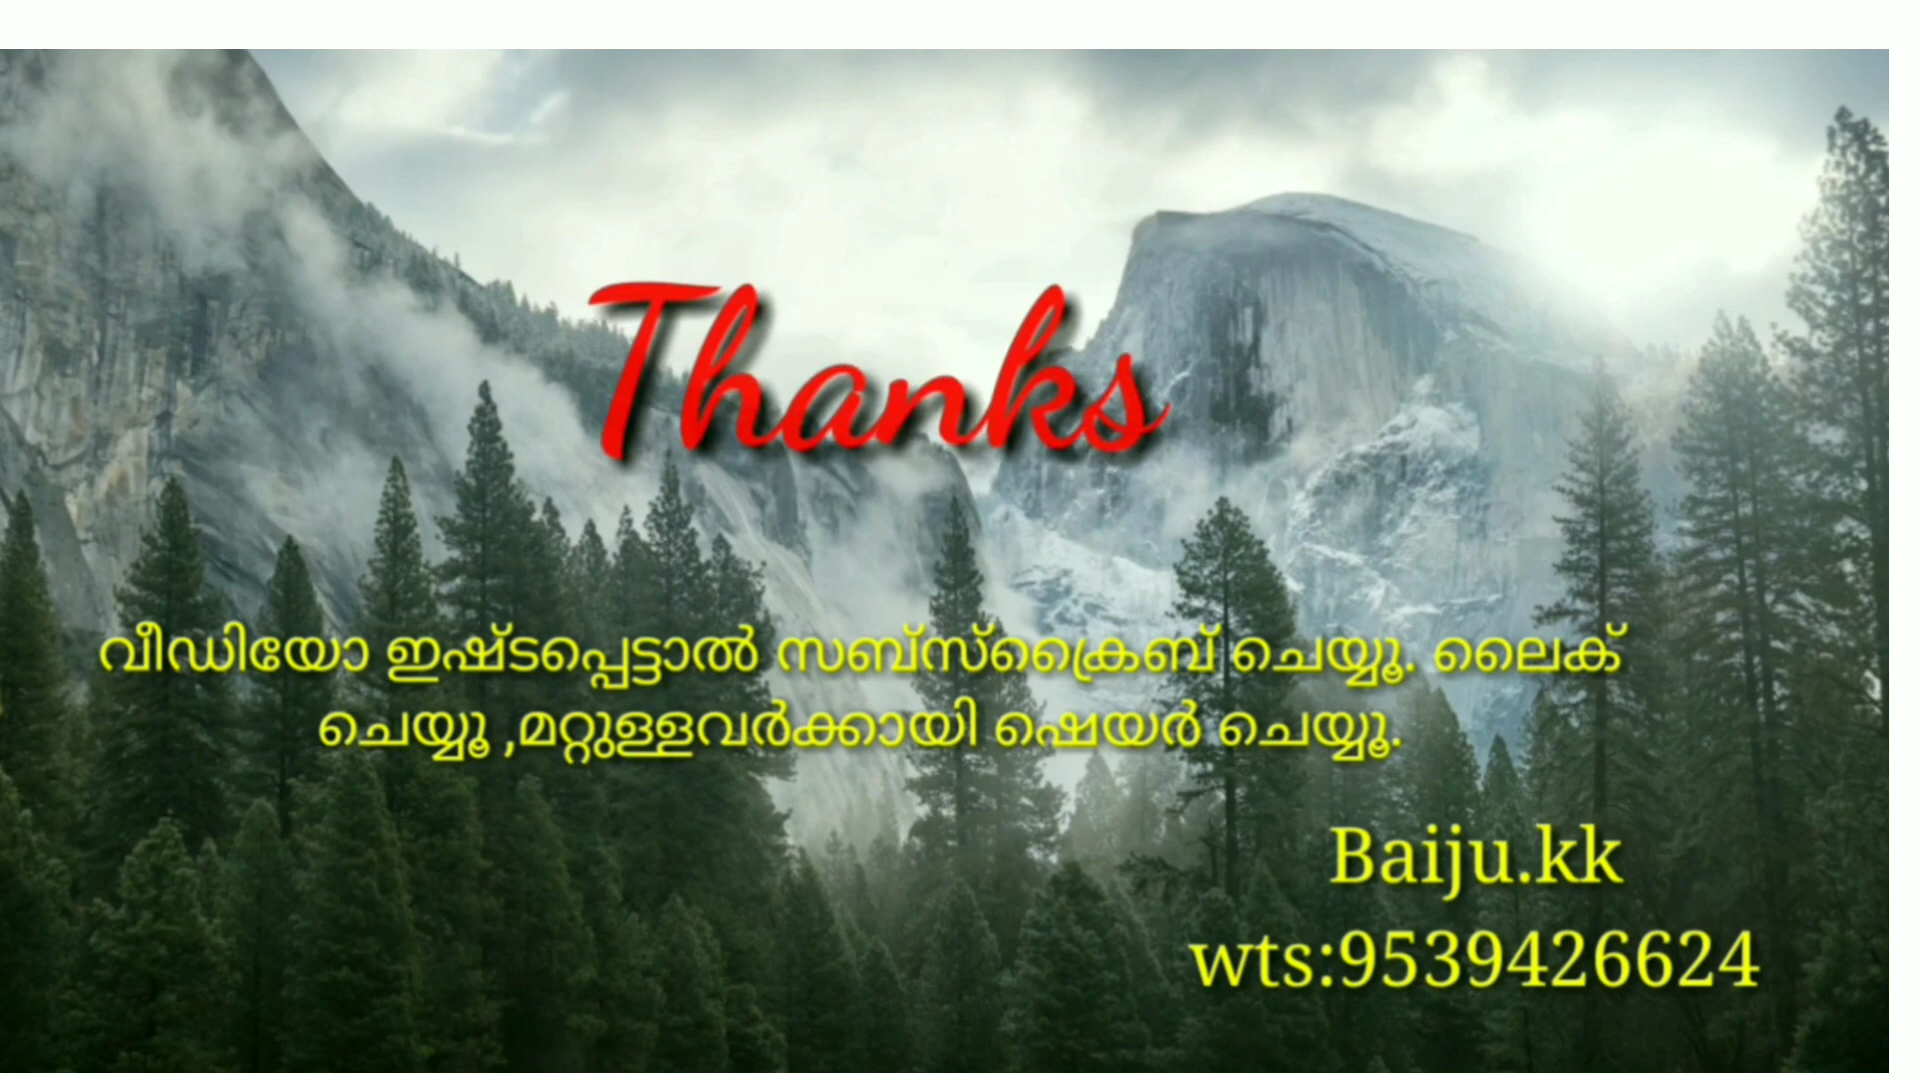 Thanks
വീഡിയോ ഇഷ്ടപ്പെട്ടാൽ സബ്സ്ക്രൈബ് ചെയ്യൂ. ലൈക്
ചെയ്യൂ ,മറ്റുള്ളവർക്കായി ഷെയർ ചെയ്യൂ.
Baiju.kk
wts:9539426624